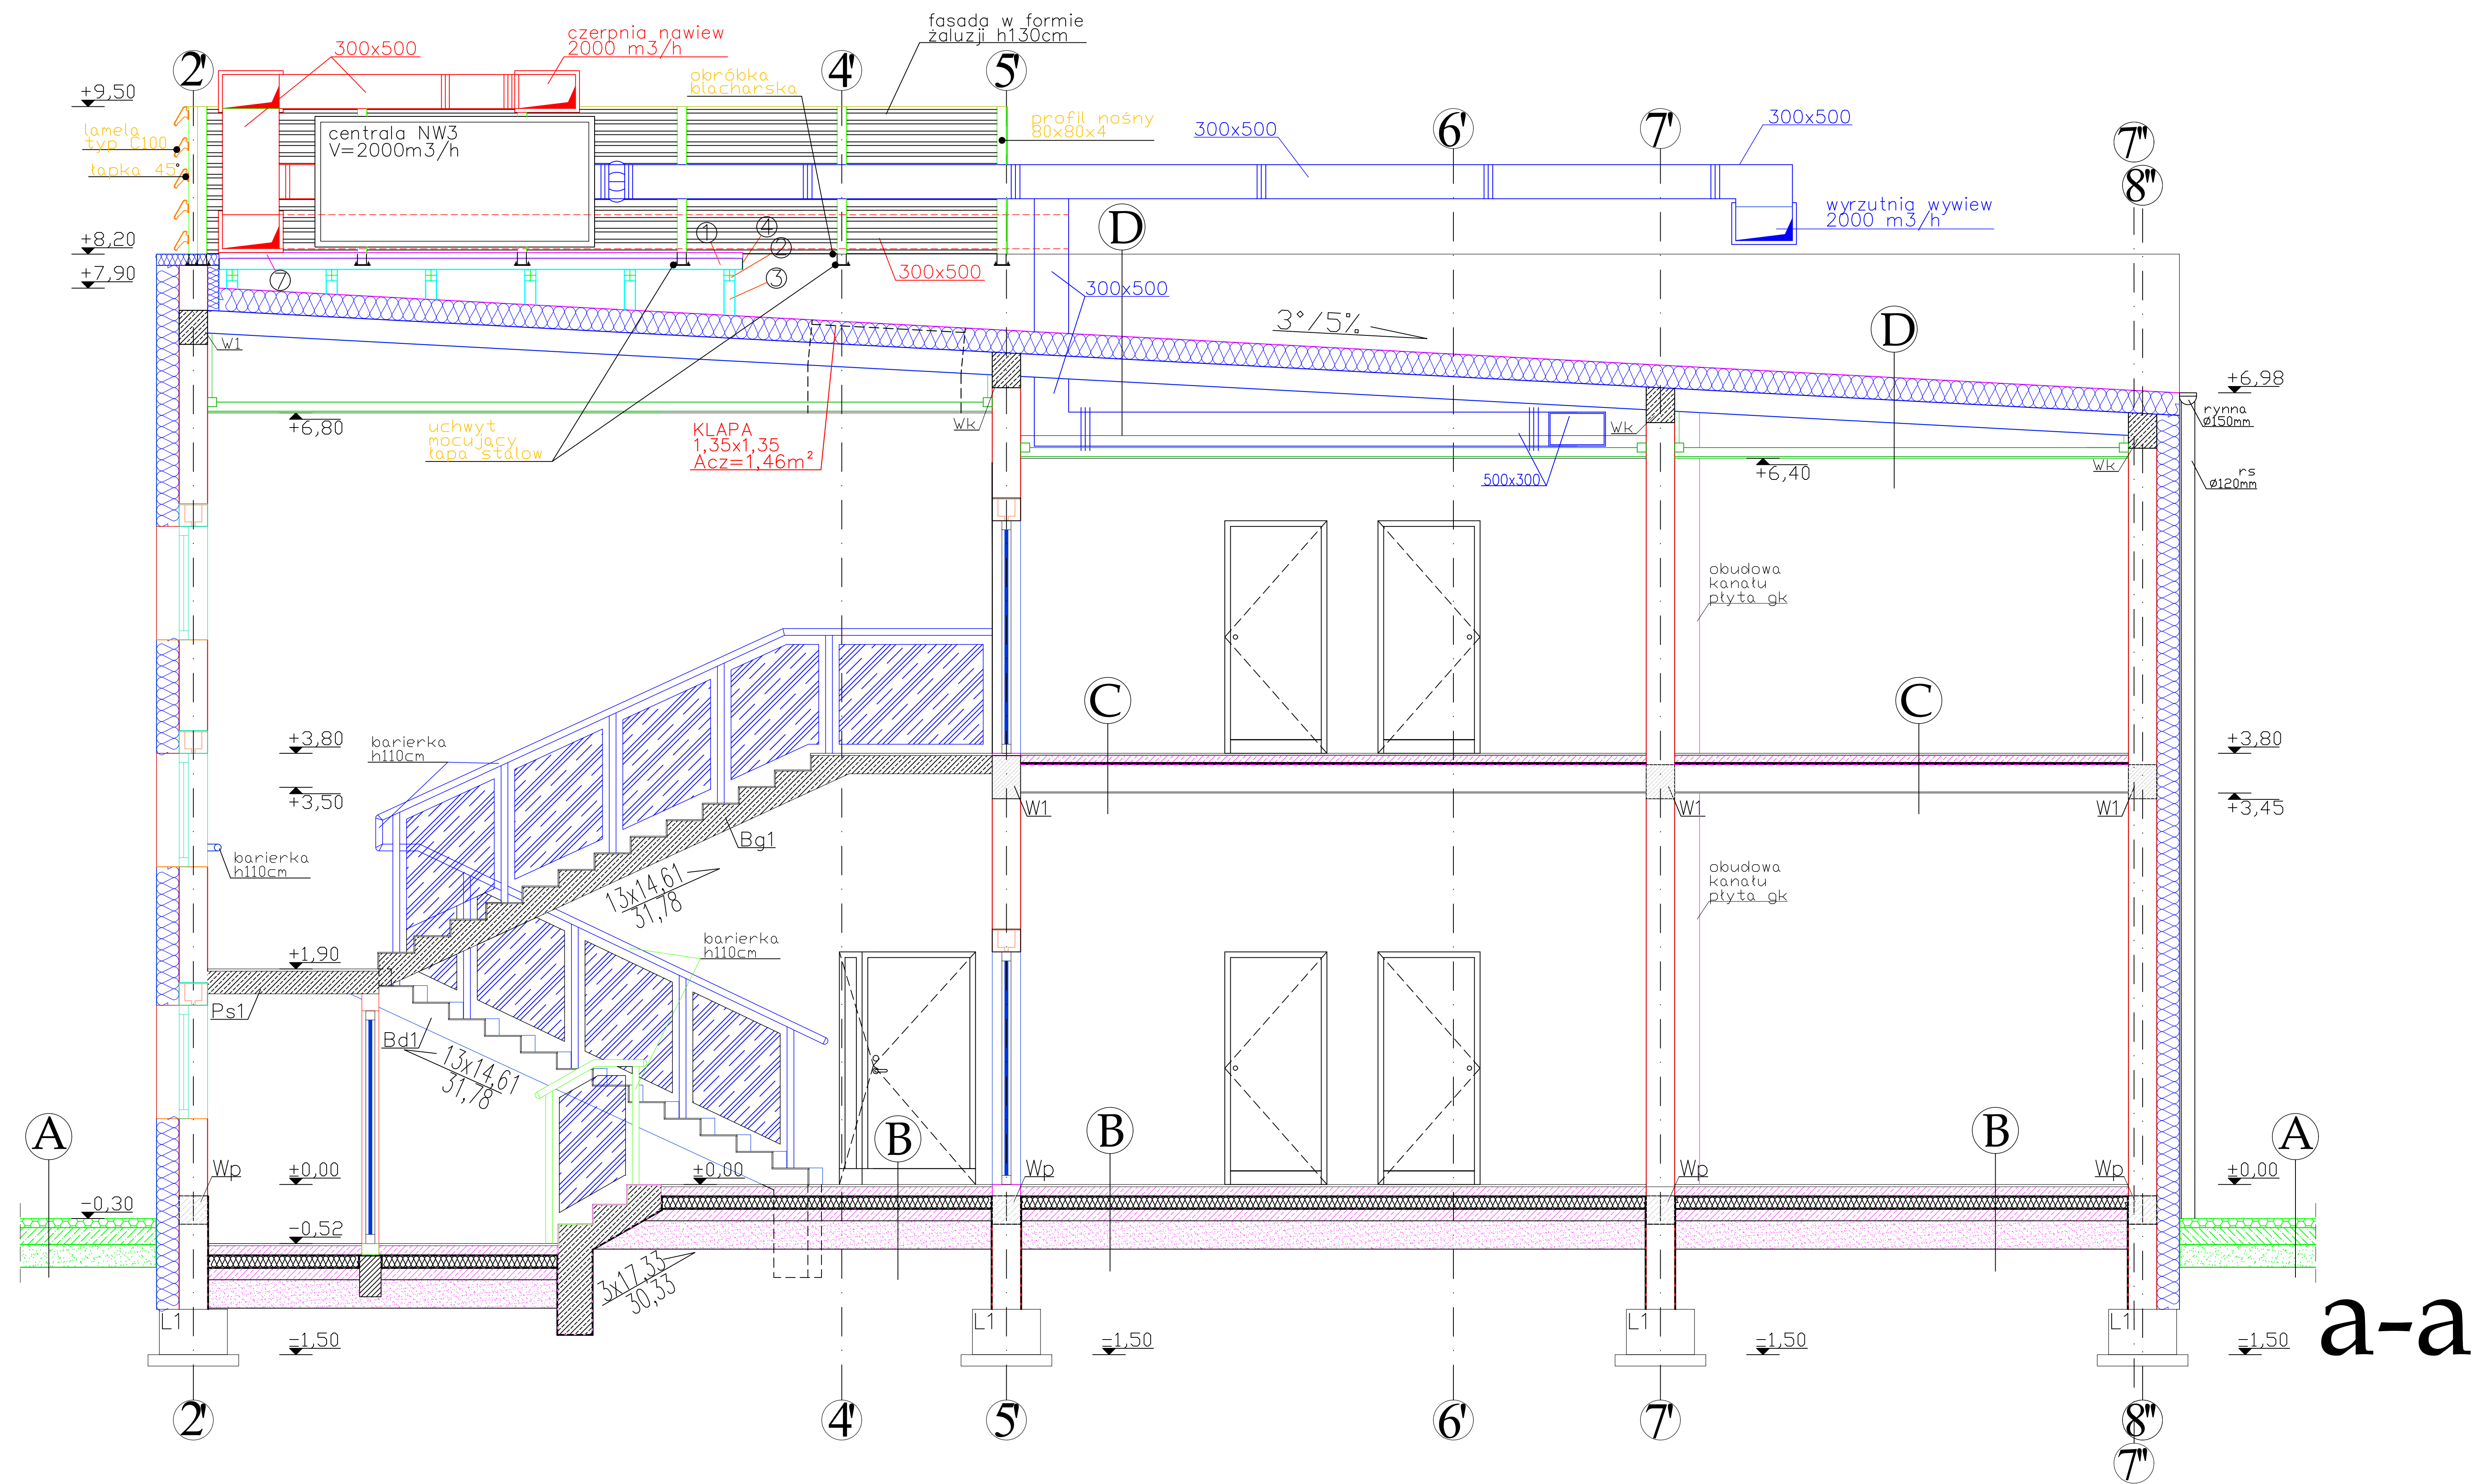 fasada w formie
żaluzji h130cm
czerpnia nawiew
2000 m3/h
300x500
2'
4'
5'
obróbka
blacharska
+9,50
lamela
typ C100
łapka 45°
centrala NW3
V=2000m3/h
profil nośny
80x80x4
300x500
300x500
6'
7'
7"
8"
wyrzutnia wywiew
2000 m3/h
D
+8,20
+7,90
1
4
2
3
7
300x500
300x500
3°/5%
D
W1
+6,80
uchwyt
mocujący
łapa stalow
KLAPA
1,35x1,35
Acz=1,46m²
Wk
Wk
Wk
500x300
+6,40
+6,98
rynna
ø150mm
rs
ø120mm
obudowa
kanału
płyta gk
C
C
+3,80
+3,50
barierka
h110cm
+3,80
+3,45
W1
W1
W1
Bg1
barierka
h110cm
13x14,61
31,78
obudowa
kanału
płyta gk
barierka
h110cm
+1,90
Ps1
Bd1
13x14,61
31,78
A
B
B
B
A
Wp
±0,00
±0,00
Wp
Wp
Wp
±0,00
-0,30
-0,52
3x17,33
30,33
L1
L1
L1
L1
-1,50
-1,50
-1,50
-1,50
a-a
2'
4'
5'
6'
7'
8"
7"